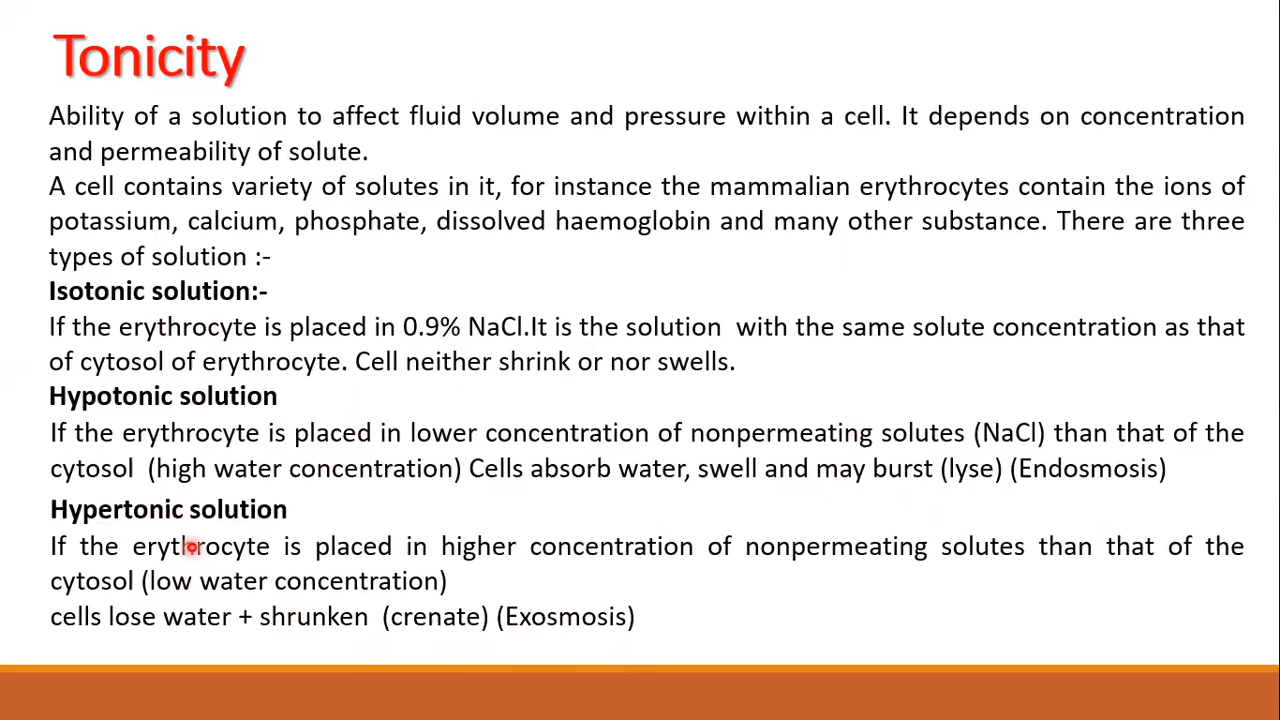 Tonicity
Ability of a solution to affect fluid volume and pressure within a cell. It depends on concentration
and permeability of solute.
A cell contains variety of solutes in it, for instance the mammalian erythrocytes contain the ions of
potassium, calcium, phosphate, dissolved haemoglobin and many other substance. There are three
types of solution :-
Isotonic solution:-
If the erythrocyte is placed in 0.9% NaCl.It is the solution with the same solute concentration as that
of cytosol of erythrocyte. Cell neither shrink or nor swells.
Hypotonic solution
If the erythrocyte is placed in lower concentration of nonpermeating solutes (NaCl) than that of the
cytosol (high water concentration) Cells absorb water, swell and may burst (lyse) (Endosmosis)
Hypertonic solution
If the erythrocyte is placed in higher concentration of nonpermeating solutes than that of the
cytosol (low water concentration)
cells lose water + shrunken (crenate) (Exosmosis)